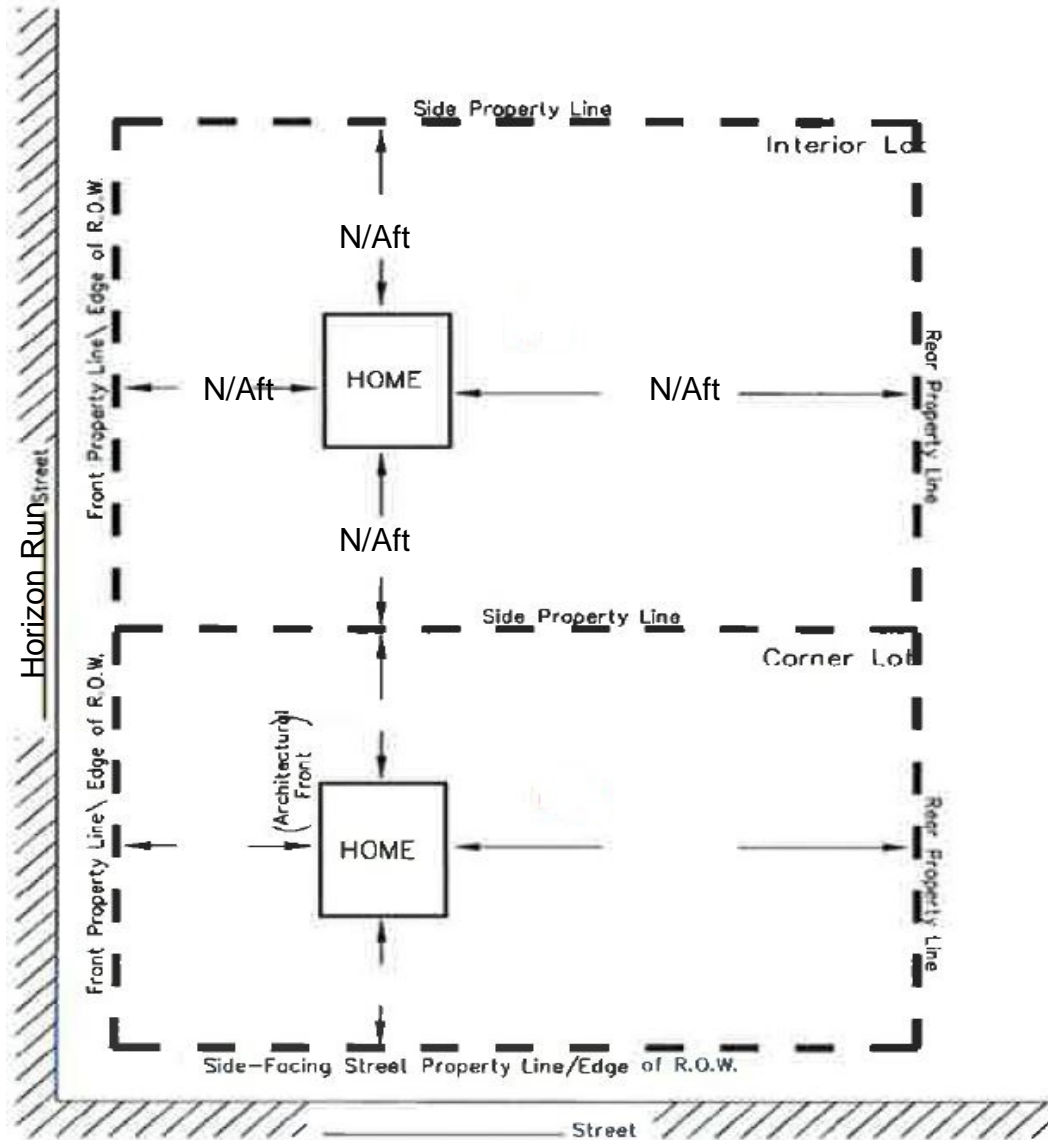 Side Property Line
Interior Lot
Front Property Line\ Edge of R.O.W.
N/Aft
HOME
N/Aft
N/Aft
Rear Property Line
N/Aft
Horizon Run Street
Side Property Line
Corner Lot
Front Property Line\ Edge of R.O.W.
(Architectural
Front)
HOME
Rear Property Line
Side-Facing Street Property Line/Edge of R.O.W.
Street